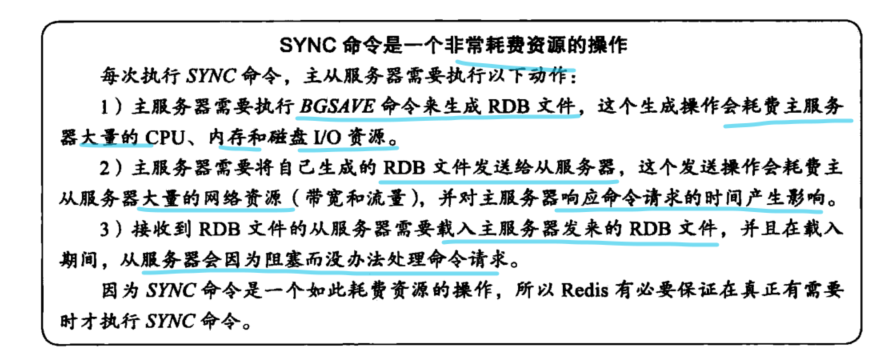 SYNC 命令是一个非常耗费资源的操作
每次执行 SYNC 命令，主从服务器需要执行以下动作：
1）主服务器需要执行 BGSAVE 命令来生成 RDB 文件，这个生成操作会耗费主服务
器大量的 CPU、内存和磁盘 I/O 资源。
2）主服务器需要将自己生成的 RDB 文件发送给从服务器，这个发送操作会耗费主
从服务器大量的网络资源（带宽和流量），并对主服务器响应命令请求的时间产生影响。
3）接收到 RDB 文件的从服务器需要载入主服务器发来的 RDB 文件，并且在载入
期间，从服务器会因为阻塞而没办法处理命令请求。
因为 SYNC 命令是一个如此耗费资源的操作，所以 Redis 有必要保证在真正有需要
时才执行 SYNC 命令。